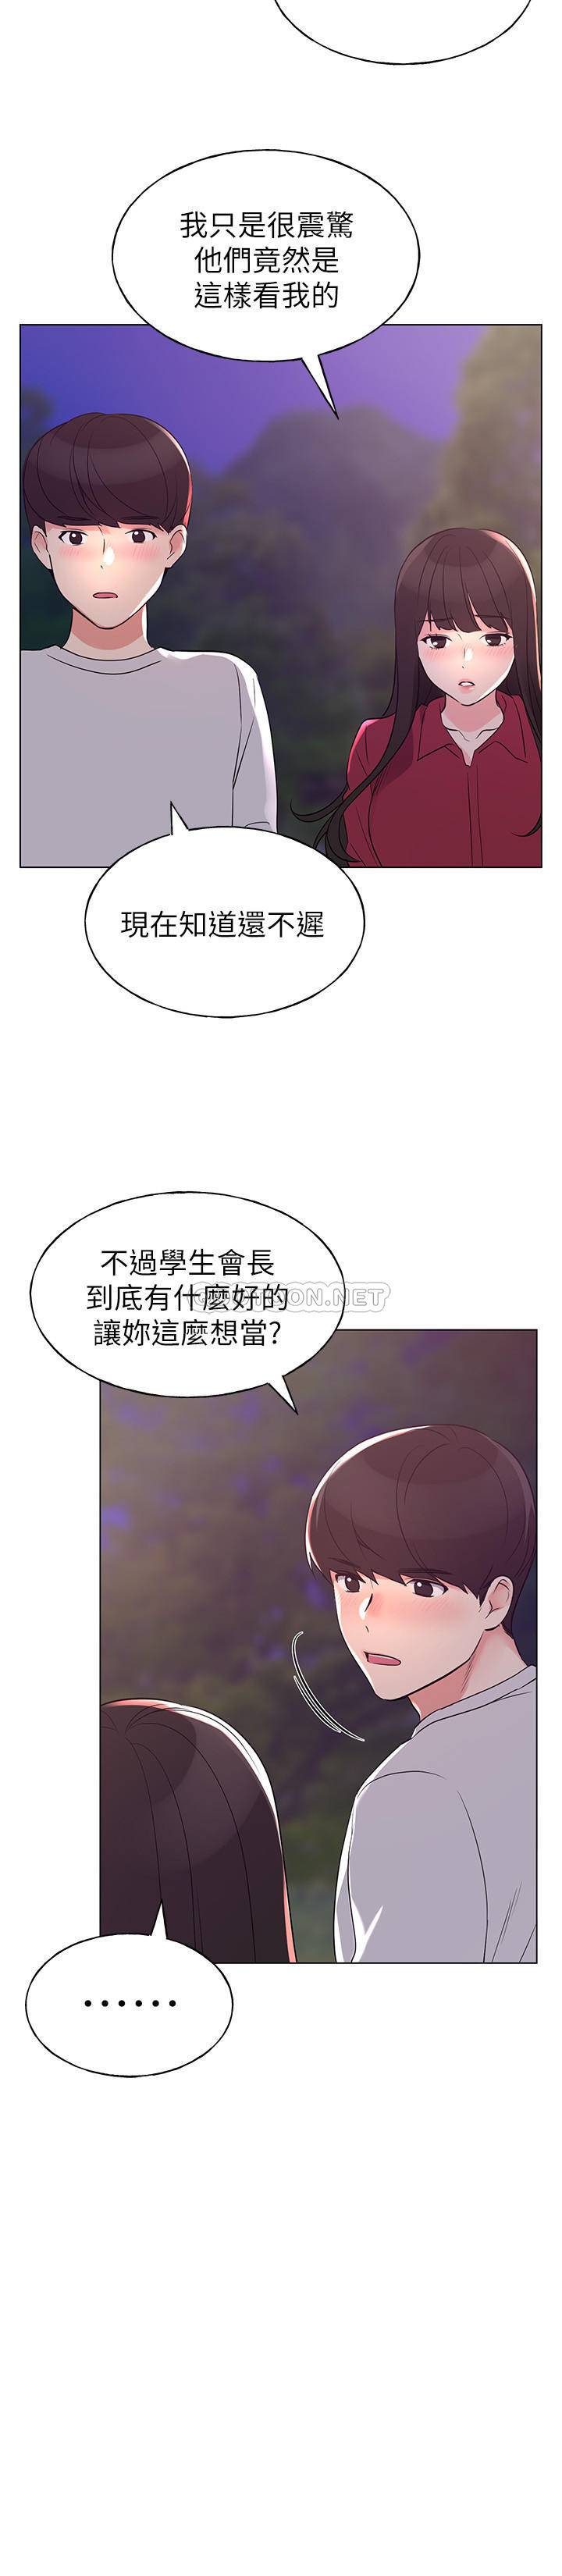 我只是很震驚
他們竟然是
這樣看我的
現在知道還不遲
不過學生會長
到底有什麼好的
讓妳這麼想當?
······